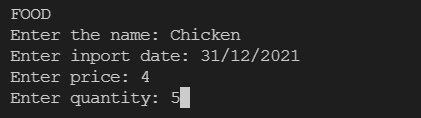 FOOD
Enter the name: Chicken
Enter inport date: 31/12/2021
Enter price: 4
Enter quantity: 5